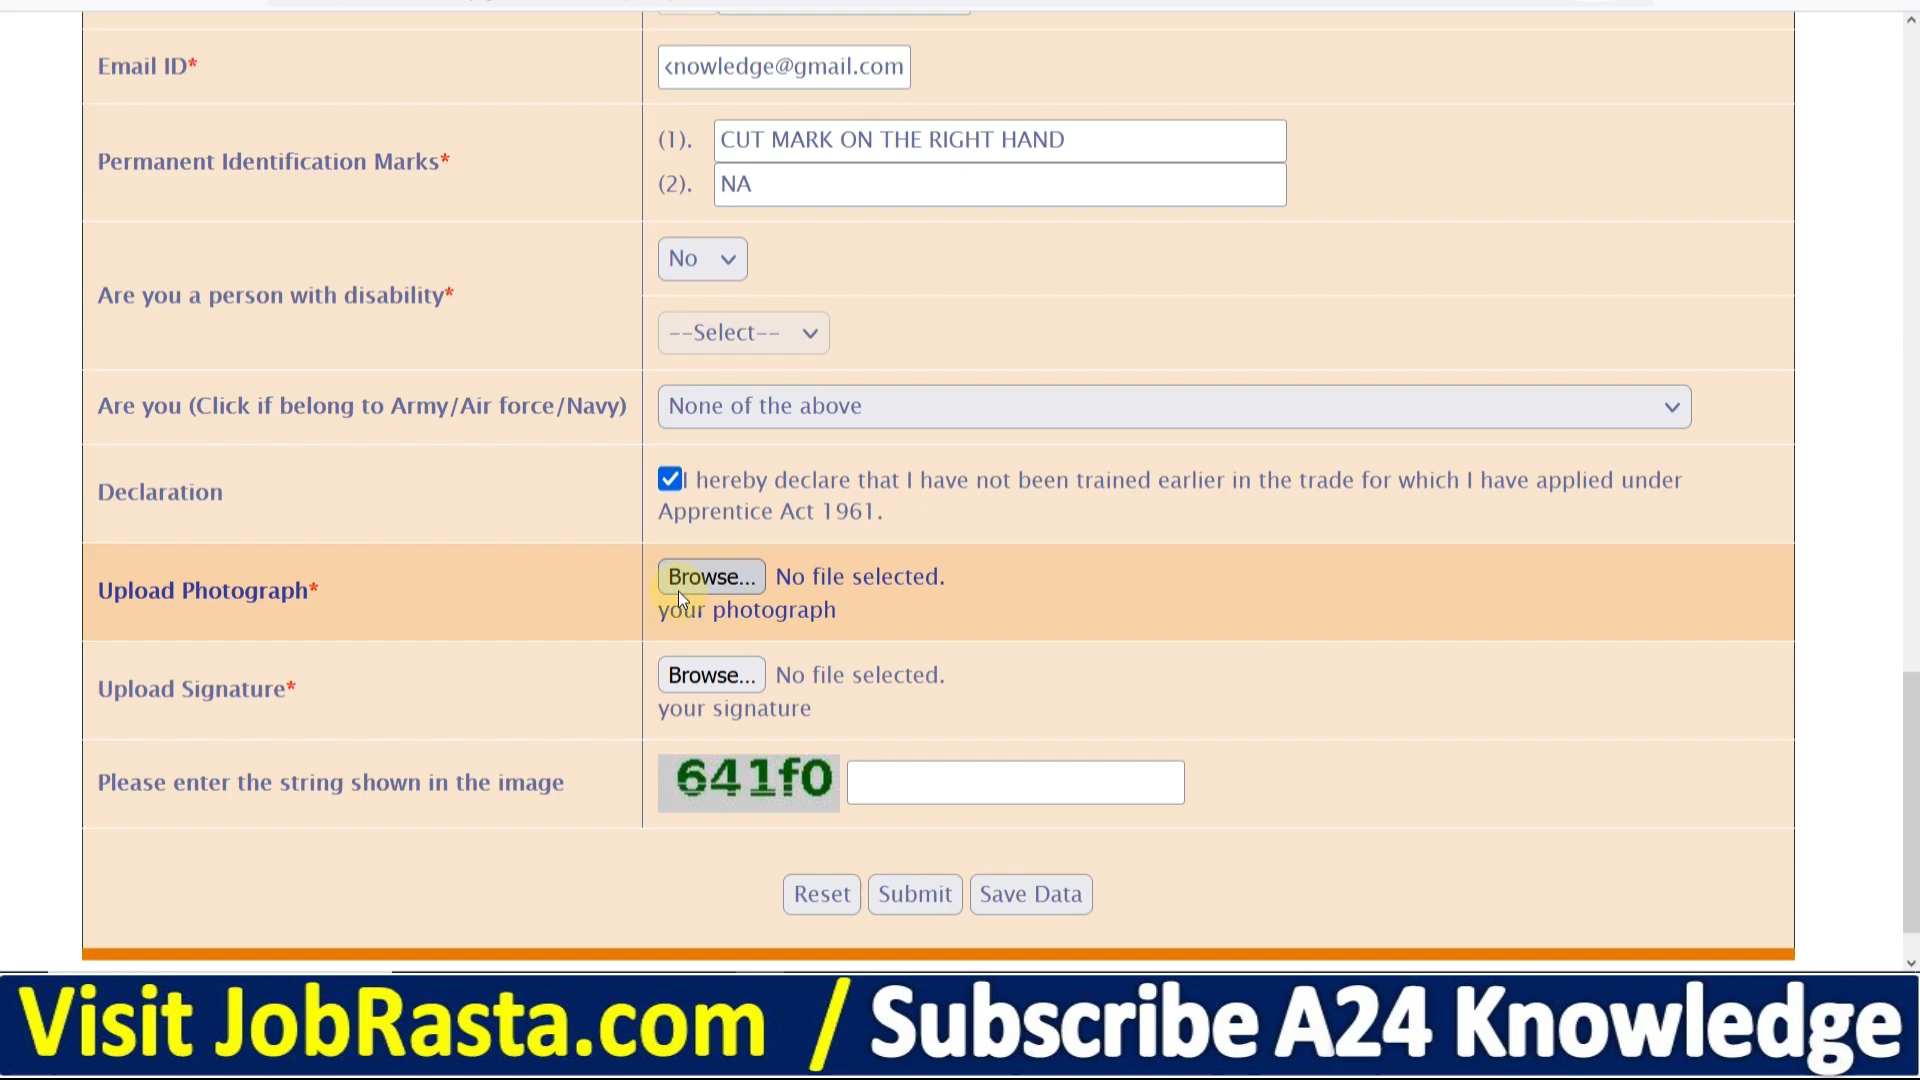 Email ID*
<nowledge@gmail.com
Permanent Identification Marks*
(1). CUT MARK ON THE RIGHT HAND
(2). NA
Are you a person with disability*
No
--Select--
Are you (Click if belong to Army/Air force/Navy)
None of the above
Declaration
I hereby declare that I have not been trained earlier in the trade for which I have applied under
Apprentice Act 1961.
Upload Photograph*
Browse... No file selected.
your photograph
Upload Signature*
Browse... No file selected.
your signature
Please enter the string shown in the image
641f0
Reset Submit Save Data
Visit JobRasta.com / Subscribe A24 Knowledge